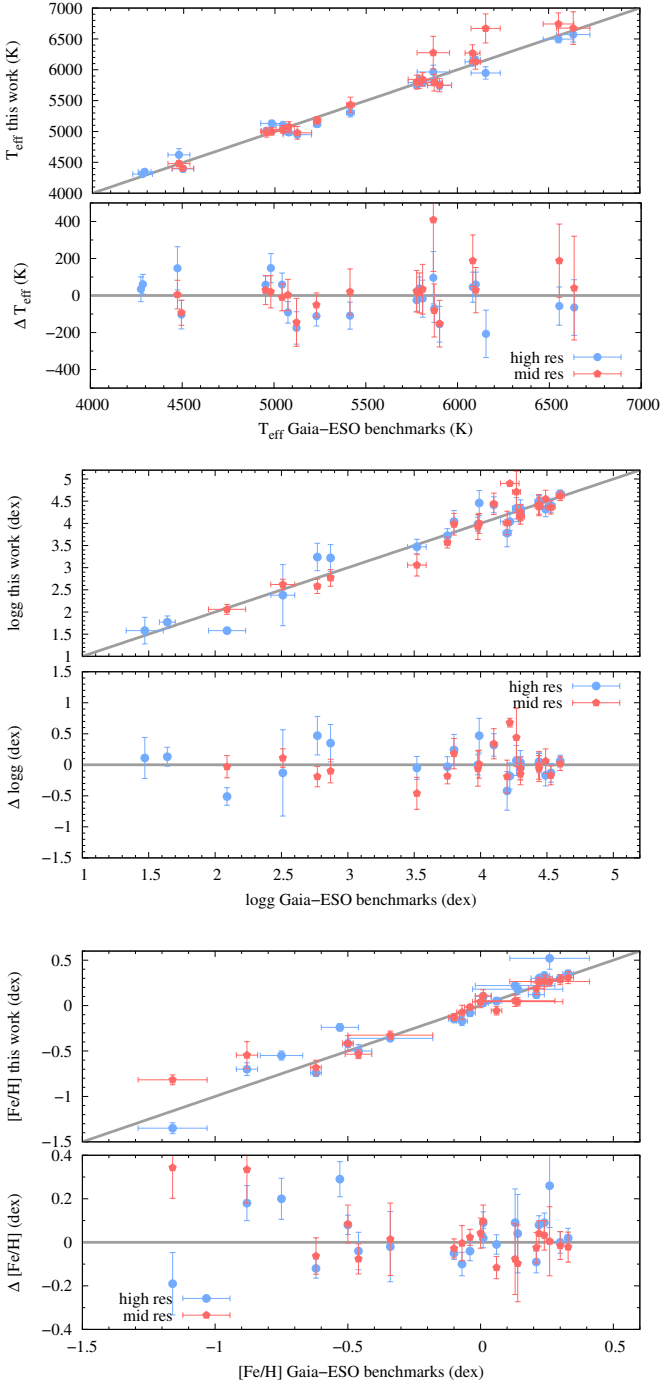 7000
6500
6000
5500
5000
4500
4000
T_eff this work (K)
400
200
0
−200
−400
Δ T_eff (K)
high res
mid res
4000 4500 5000 5500 6000 6500 7000
T_eff Gaia−ESO benchmarks (K)
5
4.5
4
3.5
3
2.5
2
1.5
1
logg this work (dex)
1.5
1
0.5
0
−0.5
−1
−1.5
Δ logg (dex)
high res
mid res
1 1.5 2 2.5 3 3.5 4 4.5 5
logg Gaia−ESO benchmarks (dex)
0.5
0
−0.5
−1
−1.5
[Fe/H] this work (dex)
0.4
0.2
0
−0.2
−0.4
Δ [Fe/H] (dex)
high res
mid res
−1.5 −1 −0.5 0 0.5
[Fe/H] Gaia−ESO benchmarks (dex)